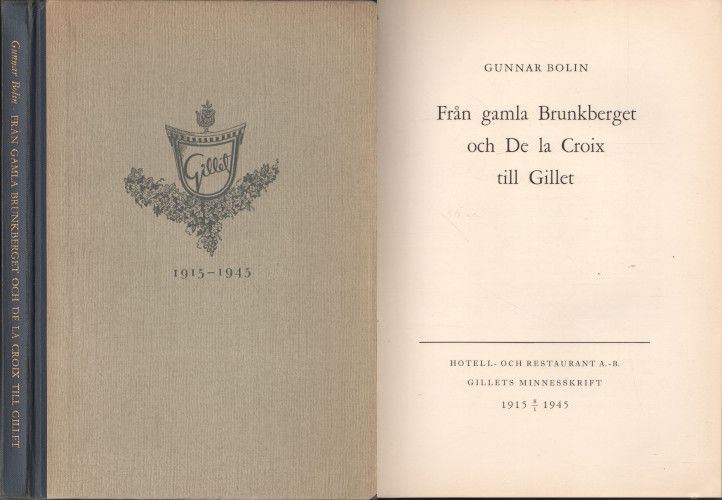 Gunnar Bolin · FRÅN GAMLA BRUNKBERGET OCH DE LA CROIX TILL GILLET
Gillet
1915–1945
GUNNAR BOLIN
Från gamla Brunkberget
och De la Croix
till Gillet
HOTELL- OCH RESTAURANT A.-B.
GILLETS MINNESSKRIFT
1915 8/1 1945